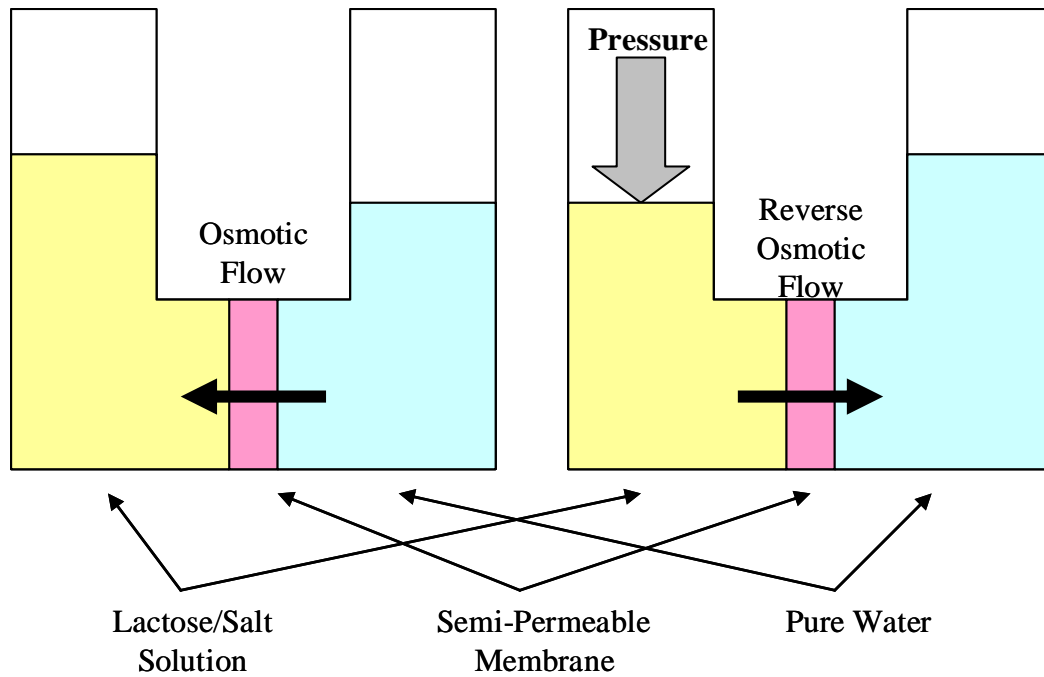 Pressure
Osmotic
Flow
Reverse
Osmotic
Flow
Lactose/Salt
Solution
Semi-Permeable
Membrane
Pure Water